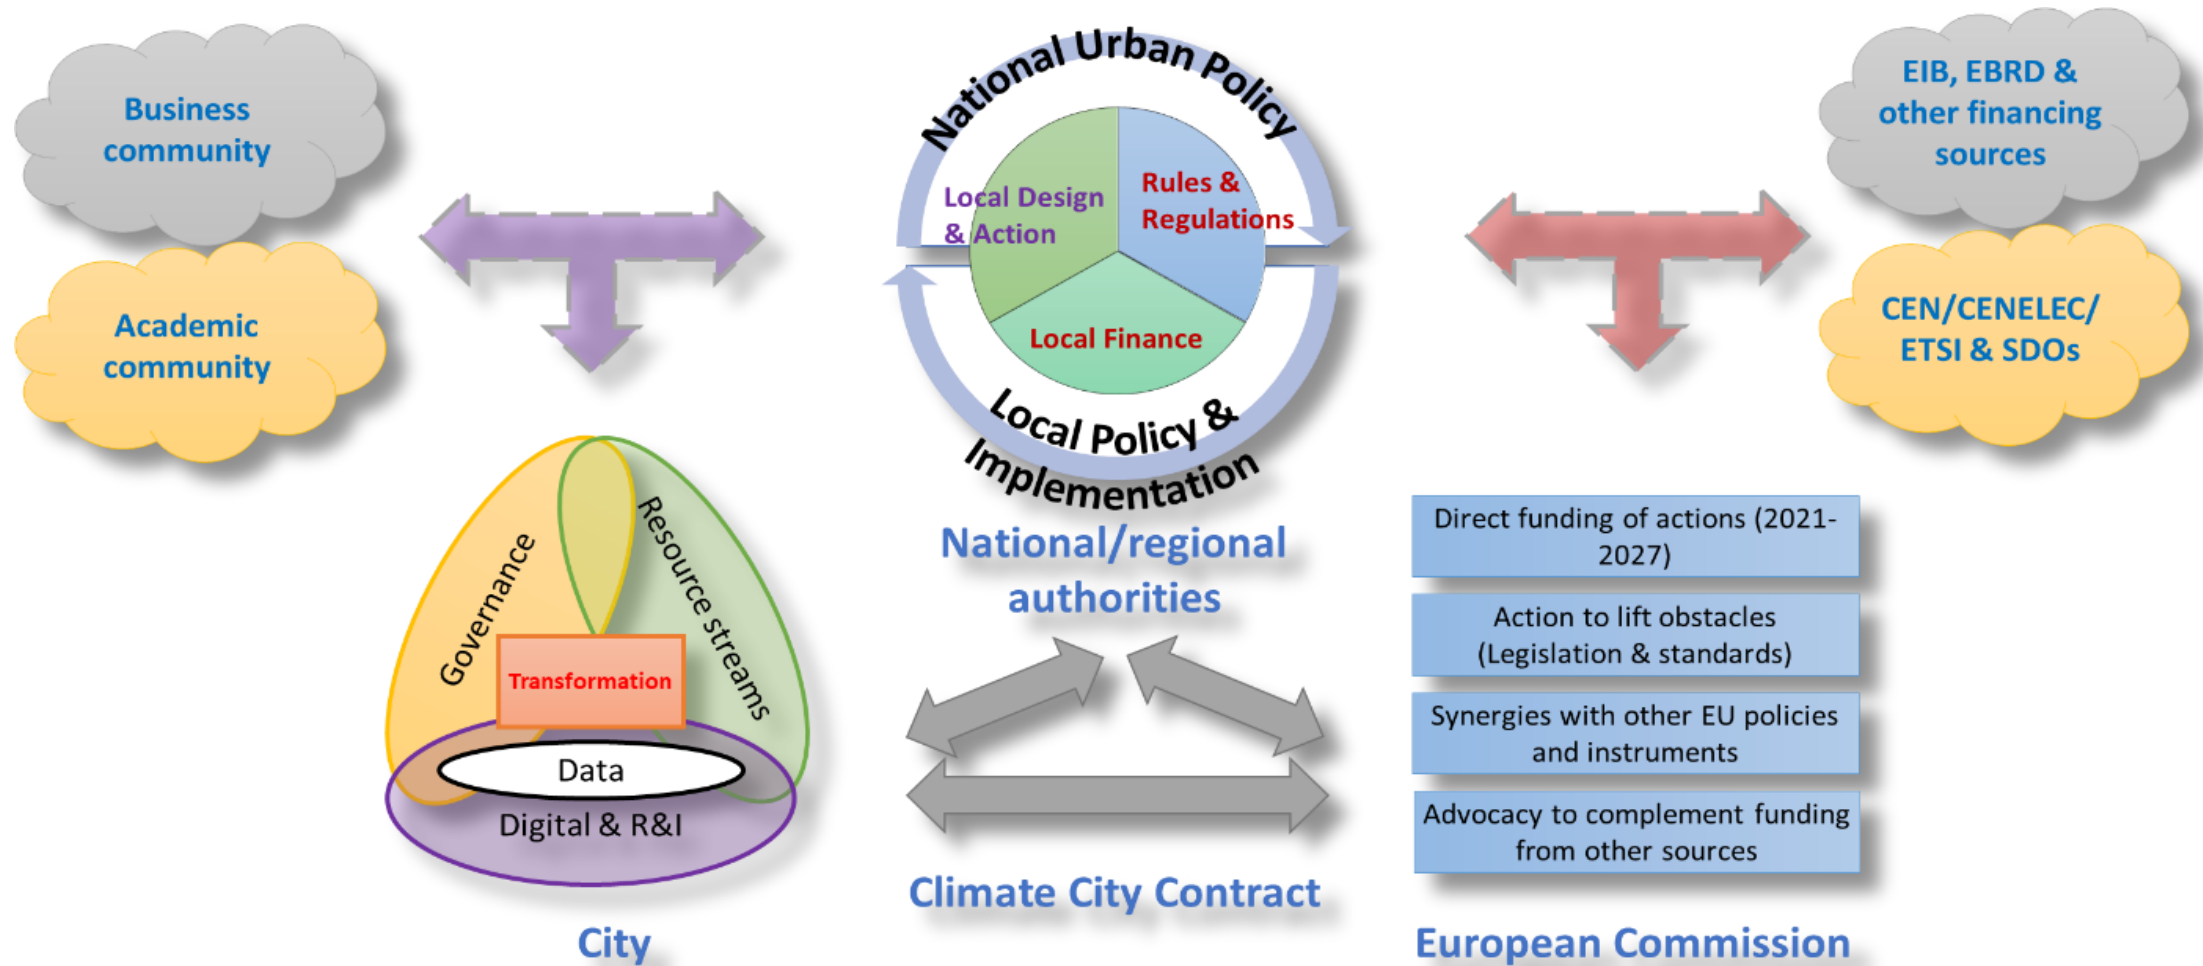 Business
community
Academic
community
National Urban Policy
Local Design
& Action
Rules &
Regulations
Local Finance
Local Policy &
Implementation
National/regional
authorities
EIB, EBRD &
other financing
sources
CEN/CENELEC/
ETSI & SDOs
Governance
Resource streams
Transformation
Data
Digital & R&I
City
Climate City Contract
Direct funding of actions (2021-
2027)
Action to lift obstacles
(Legislation & standards)
Synergies with other EU policies
and instruments
Advocacy to complement funding
from other sources
European Commission